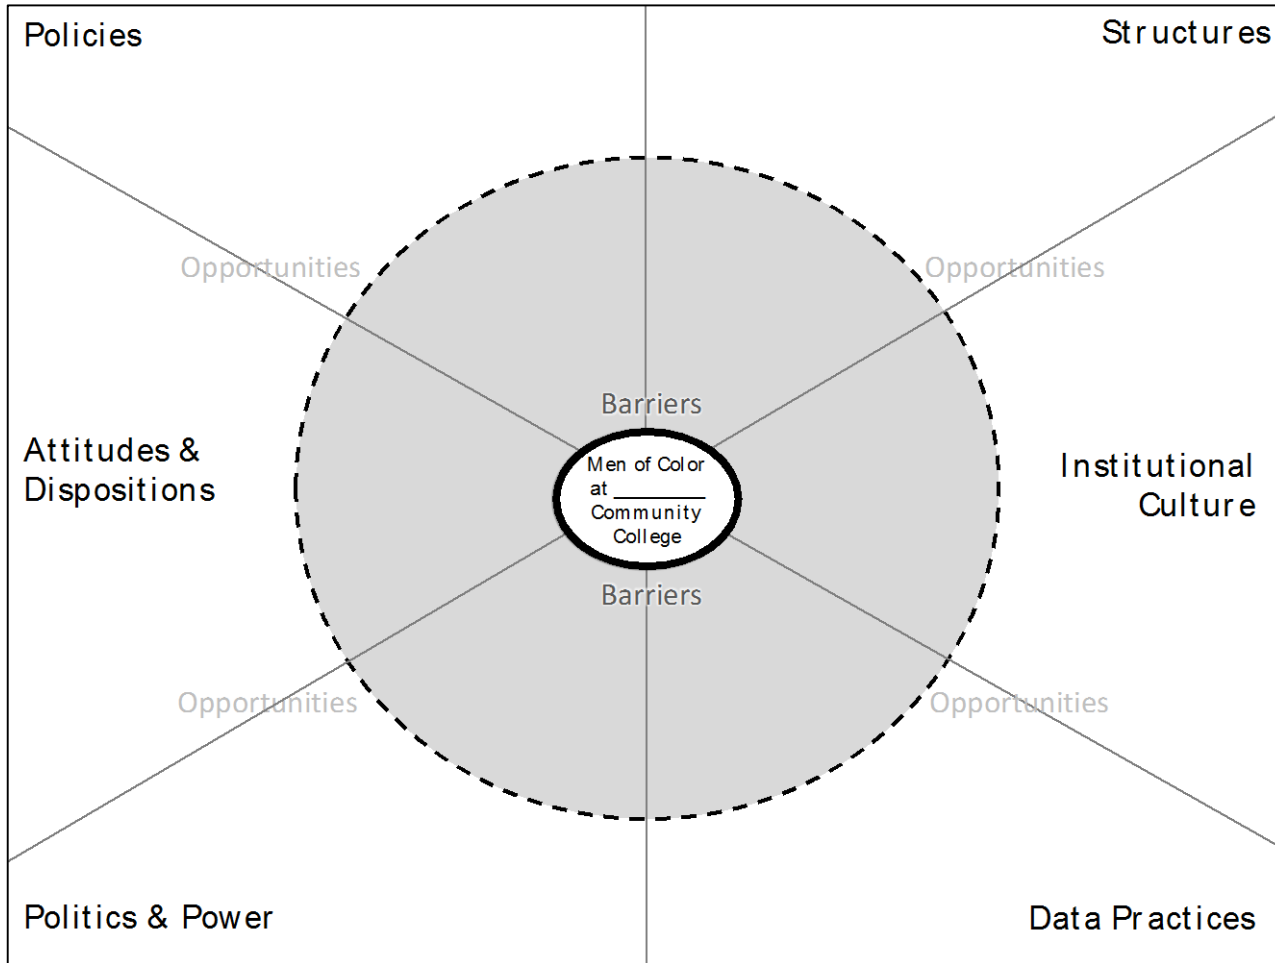 Policies
Structures
Opportunities
Opportunities
Barriers
Attitudes &
Dispositions
Men of Color
at _________
Community
College
Institutional
Culture
Barriers
Opportunities
Opportunities
Politics & Power
Data Practices